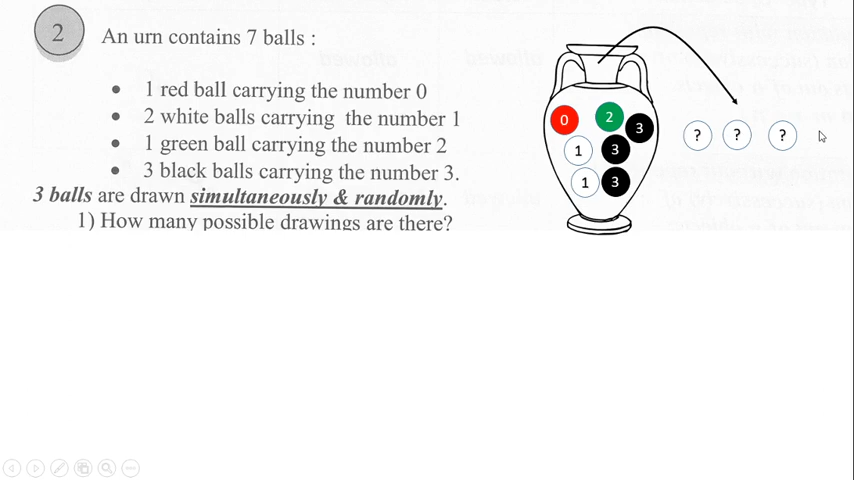 2
An urn contains 7 balls :
• 1 red ball carrying the number 0
• 2 white balls carrying the number 1
• 1 green ball carrying the number 2
• 3 black balls carrying the number 3.
3 balls are drawn simultaneously & randomly.
1) How many possible drawings are there?
0 2
3
1 3
1 3
? ? ?